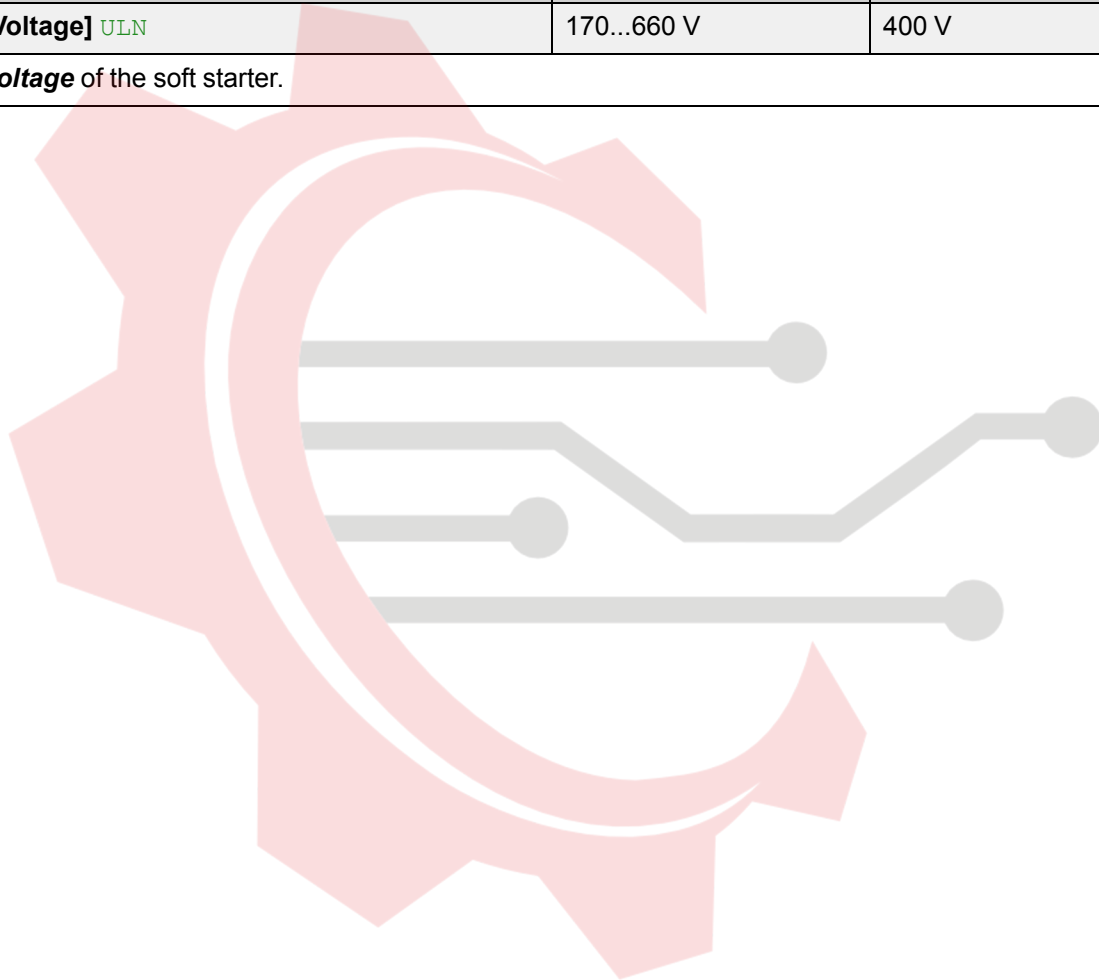 Voltage] ULN 170...660 V 400 V
oltage of the soft starter.